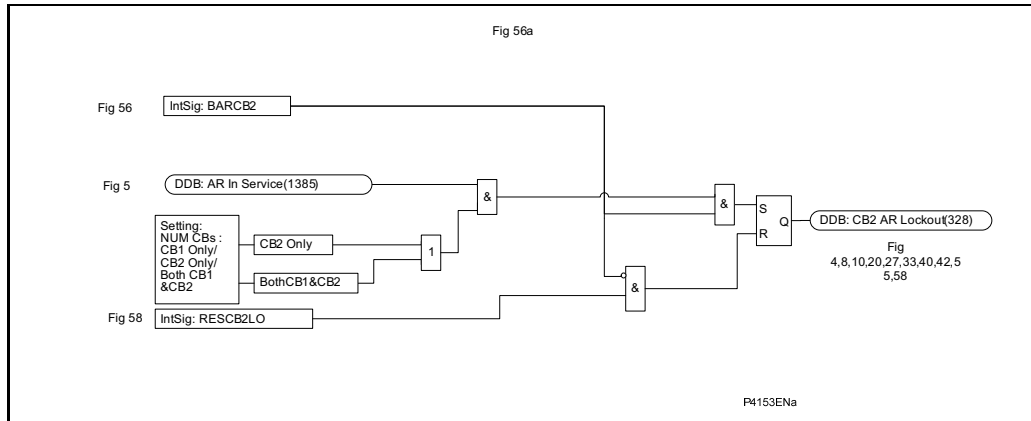 Fig 56a
Fig 56
IntSig: BARCB2
Fig 5
DDB: AR In Service(1385)
&
&
S
R
Q
DDB: CB2 AR Lockout(328)
Fig
4,8,10,20,27,33,40,42,5
5,58
Setting:
NUM CBs :
CB1 Only/
CB2 Only/
Both CB1
&CB2
CB2 Only
BothCB1&CB2
1
&
Fig 58
IntSig: RESCB2LO
P4153ENa